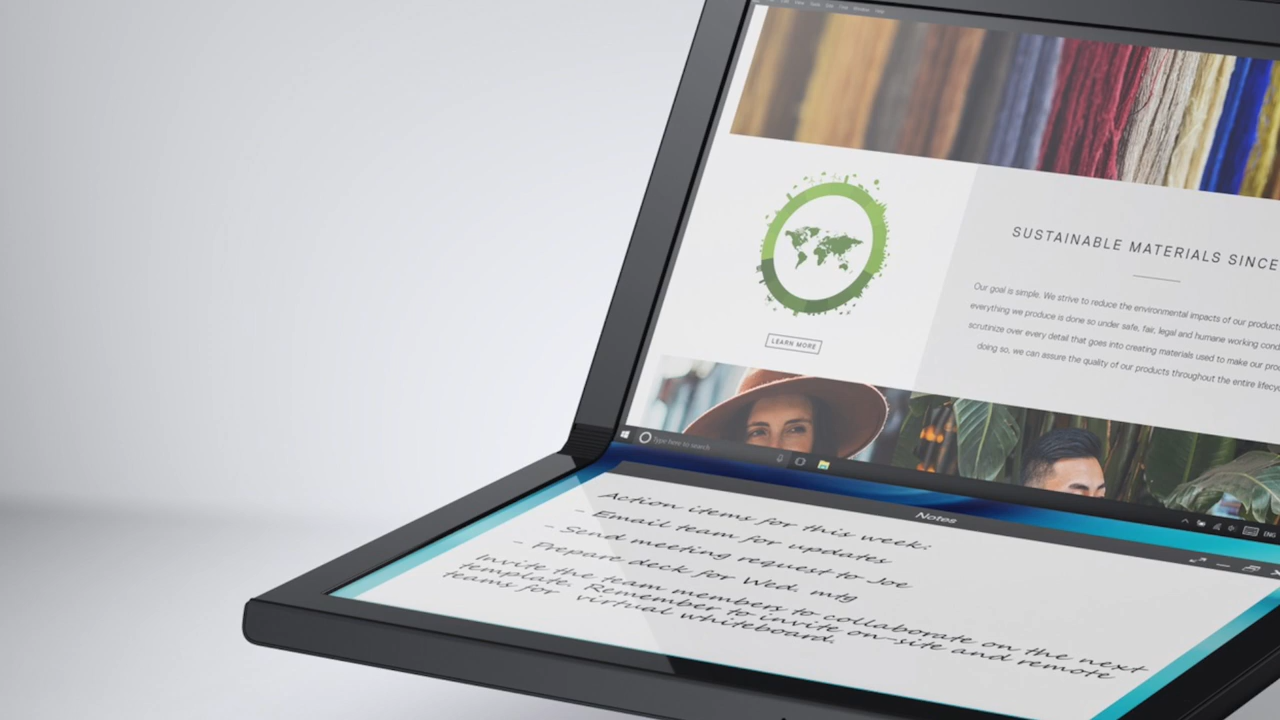 SUSTAINABLE MATERIALS SINCE
Our goal is simple. We strive to reduce the environmental impacts of our product
everything we produce is done so under safe, fair, legal and humane working cond
scrutinize over every detail that goes into creating materials used to make our pro
doing so, we can assure the quality of our products throughout the entire lifecyc
LEARN MORE
Type here to search
ENG
Notes
Action items for this week:
- Email team for updates
- Send meeting request to Joe
- Prepare deck for Wed. mtg
Invite the team members to collaborate on the next
template. Remember to invite on-site and remote
teams for virtual whiteboard.